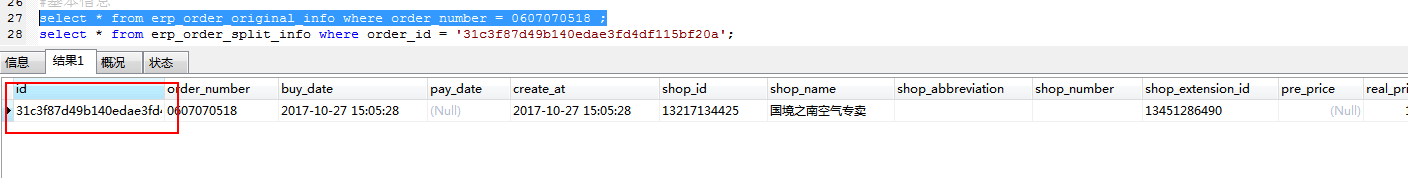 26 #基本信息
27 select * from erp_order_original_info where order_number = 0607070518 ;
28 select * from erp_order_split_info where order_id = '31c3f87d49b140edae3fd4df115bf20a';
信息 结果1 概况 状态
id order_number buy_date pay_date create_at shop_id shop_name shop_abbreviation shop_number shop_extension_id pre_price real_pri
31c3f87d49b140edae3fd4 0607070518 2017-10-27 15:05:28 (Null) 2017-10-27 15:05:28 13217134425 国境之南空气专卖 13451286490 (Null) 1